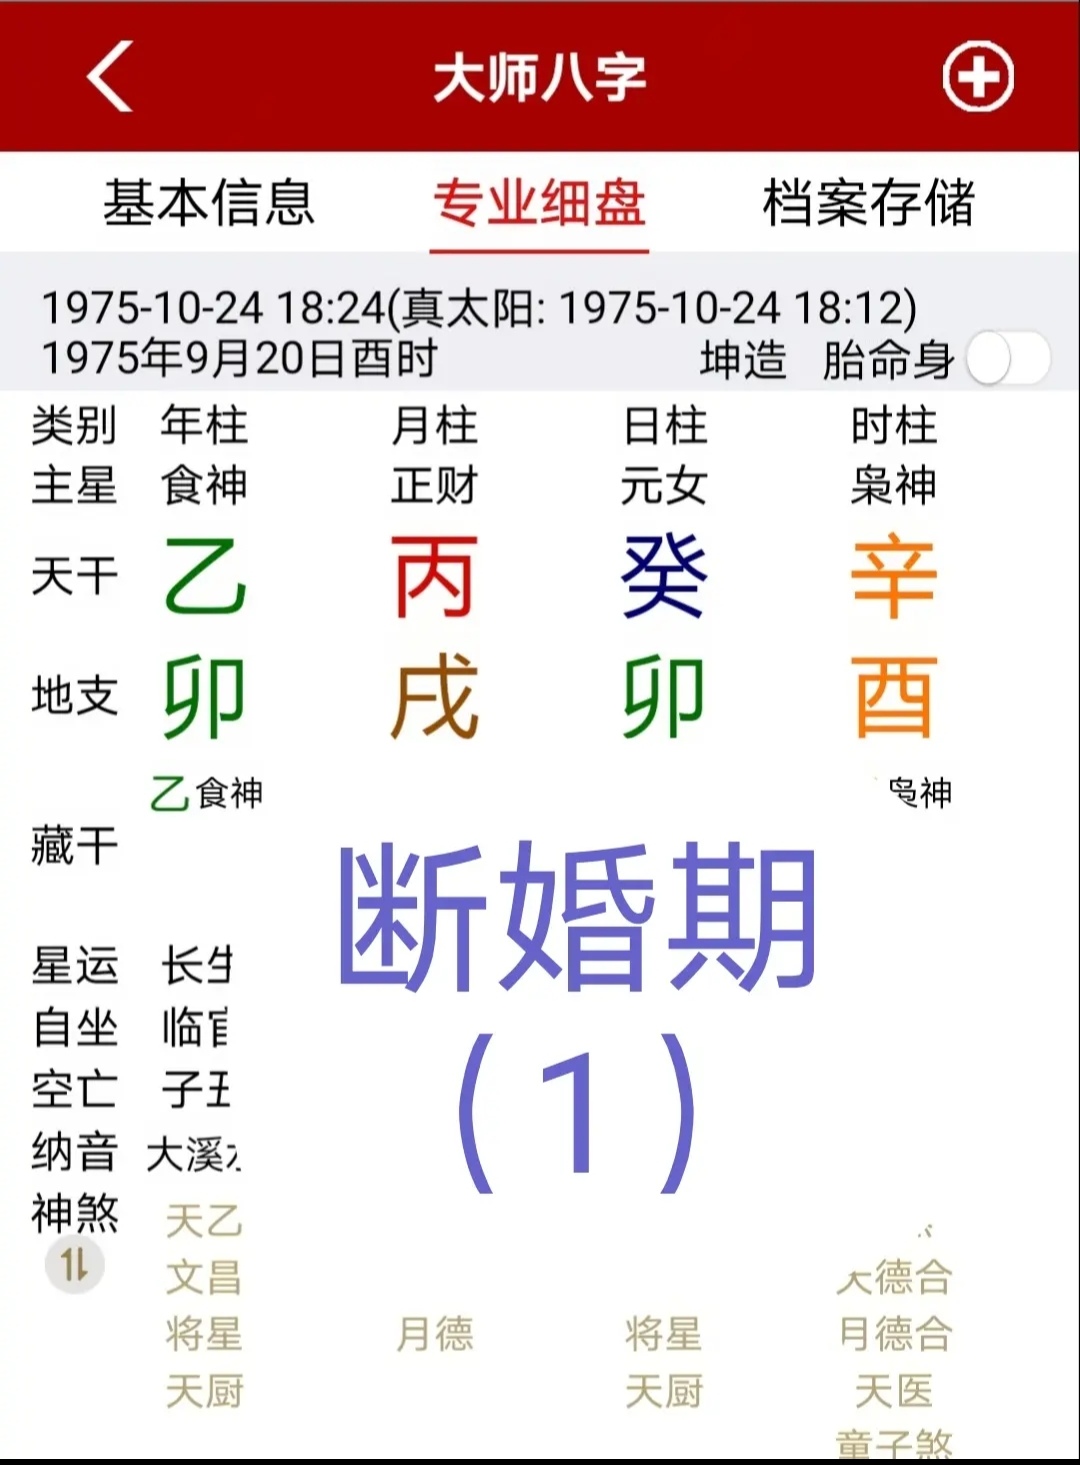 大师八字
基本信息 专业细盘 档案存储
1975-10-24 18:24(真太阳: 1975-10-24 18:12)
1975年9月20日酉时 坤造 胎命身
类别 年柱 月柱 日柱 时柱
主星 食神 正财 元女 枭神
天干 乙 丙 癸 辛
地支 卯 戌 卯 酉
乙食神 枭神
藏干
断婚期
（1）
星运 长生
自坐 临官
空亡 子丑
纳音 大溪水
神煞 天乙
文昌 天德合
将星 月德 将星 月德合
天厨 天厨 天医
童子煞